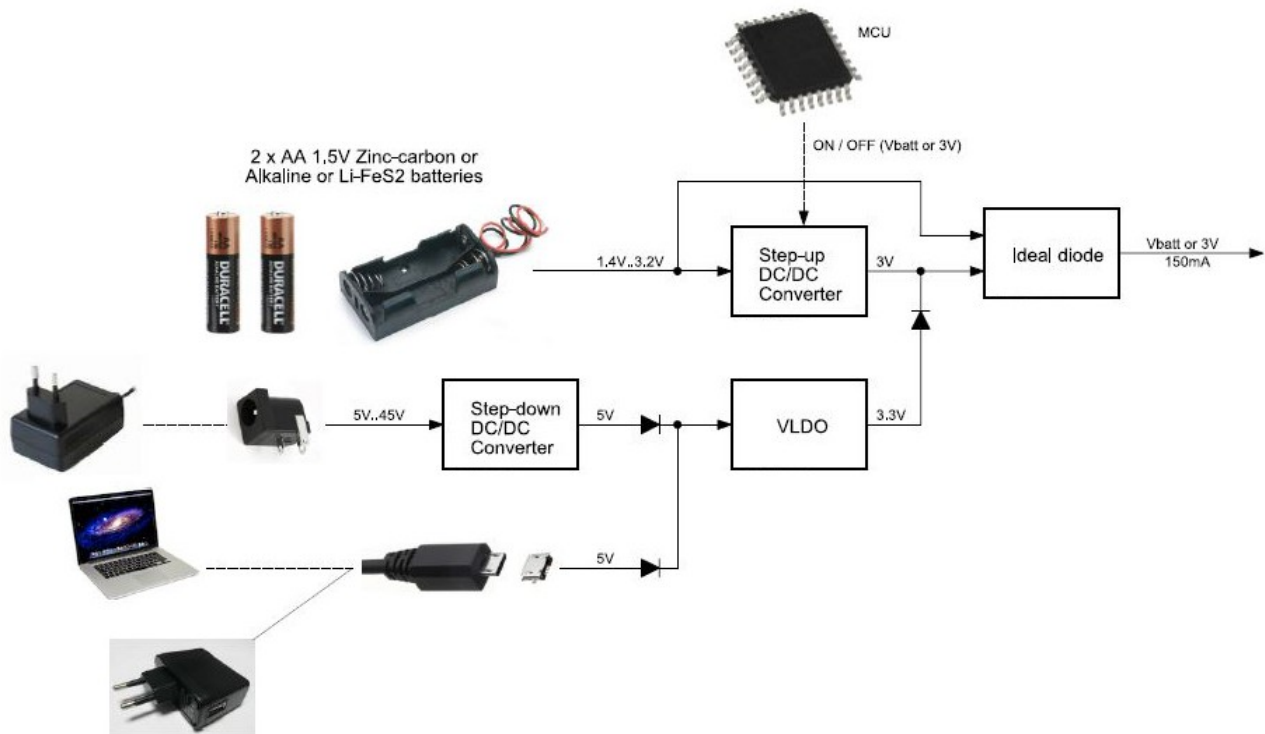 MCU
ON / OFF (Vbatt or 3V)
2 x AA 1,5V Zinc-carbon or
Alkaline or Li-FeS2 batteries
DURACELL
DURACELL
1.4V..3.2V
Step-up
DC/DC
Converter
3V
Ideal diode
Vbatt or 3V
150mA
5V..45V
Step-down
DC/DC
Converter
5V
VLDO
3.3V
5V